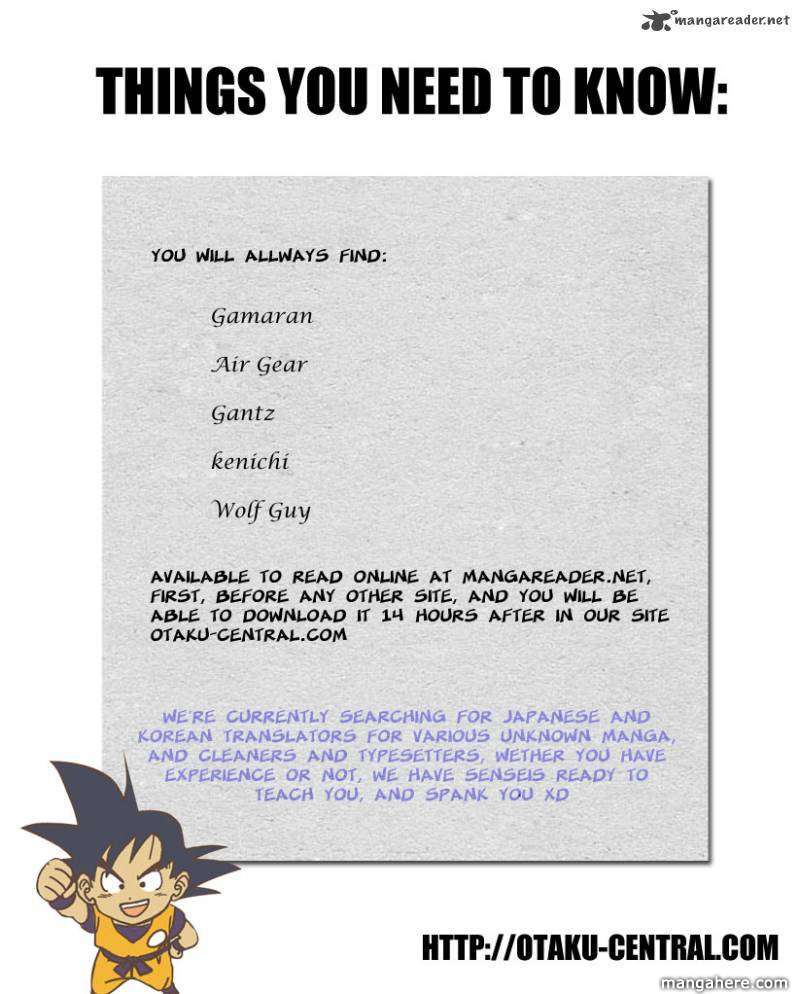 mangareader.net
THINGS YOU NEED TO KNOW:
YOU WILL ALLWAYS FIND:
Gamaran
Air Gear
Gantz
kenichi
Wolf Guy
AVAILABLE TO READ ONLINE AT MANGAREADER.NET,
FIRST, BEFORE ANY OTHER SITE, AND YOU WILL BE
ABLE TO DOWNLOAD IT 14 HOURS AFTER IN OUR SITE
OTAKU-CENTRAL.COM
WE'RE CURRENTLY SEARCHING FOR JAPANESE AND
KOREAN TRANSLATORS FOR VARIOUS UNKNOWN MANGA,
AND CLEANERS AND TYPESETTERS, WETHER YOU HAVE
EXPERIENCE OR NOT, WE HAVE SENSEIS READY TO
TEACH YOU, AND SPANK YOU XD
HTTP://OTAKU-CENTRAL.COM
mangahere.com